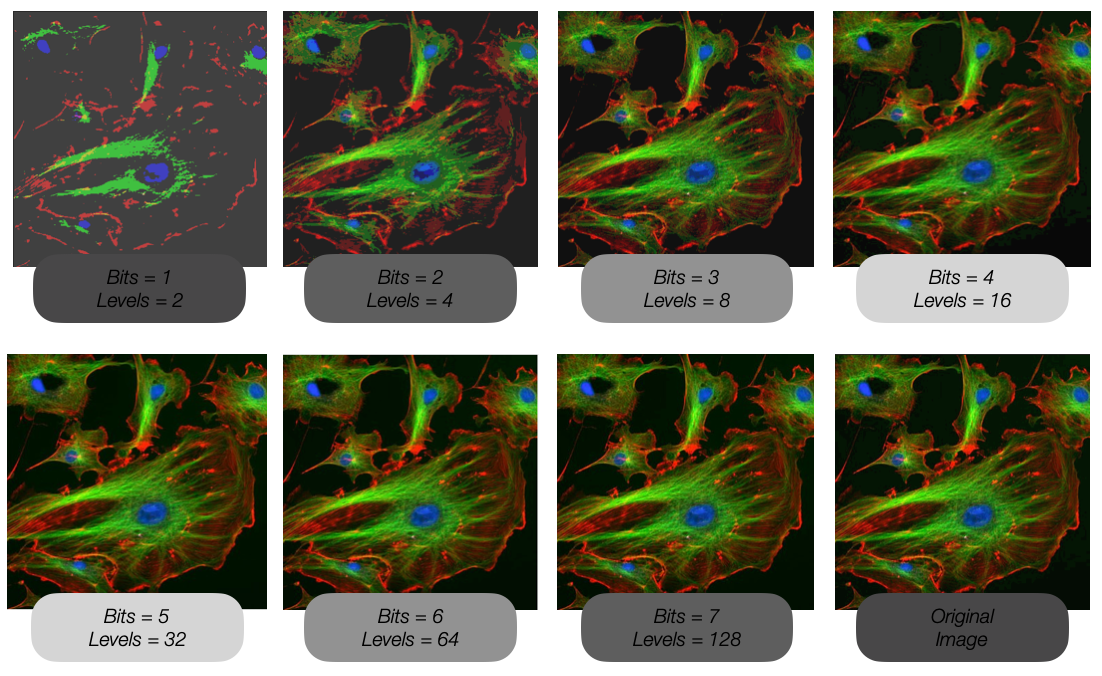 Bits = 1
Levels = 2
Bits = 2
Levels = 4
Bits = 3
Levels = 8
Bits = 4
Levels = 16
Bits = 5
Levels = 32
Bits = 6
Levels = 64
Bits = 7
Levels = 128
Original
Image